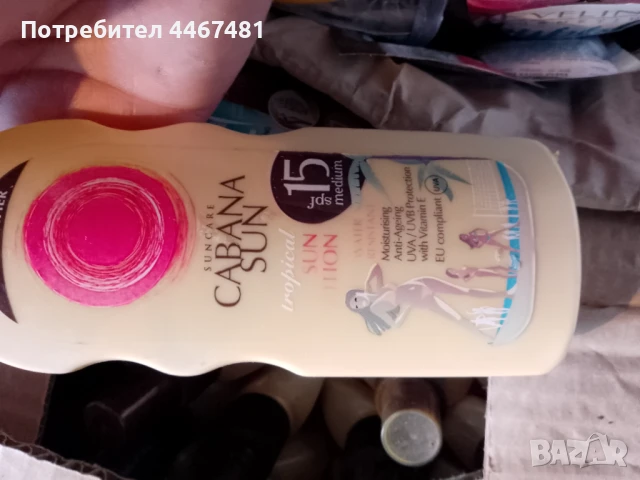 Потребител 4467481
SUNCARE
CABANA
SUN
tropical
SUN
15
spf
medium
Moisturising
Anti-Ageing
UVA/UVB Protection
with Vitamin E
EU compliant
UVA
BAZAR